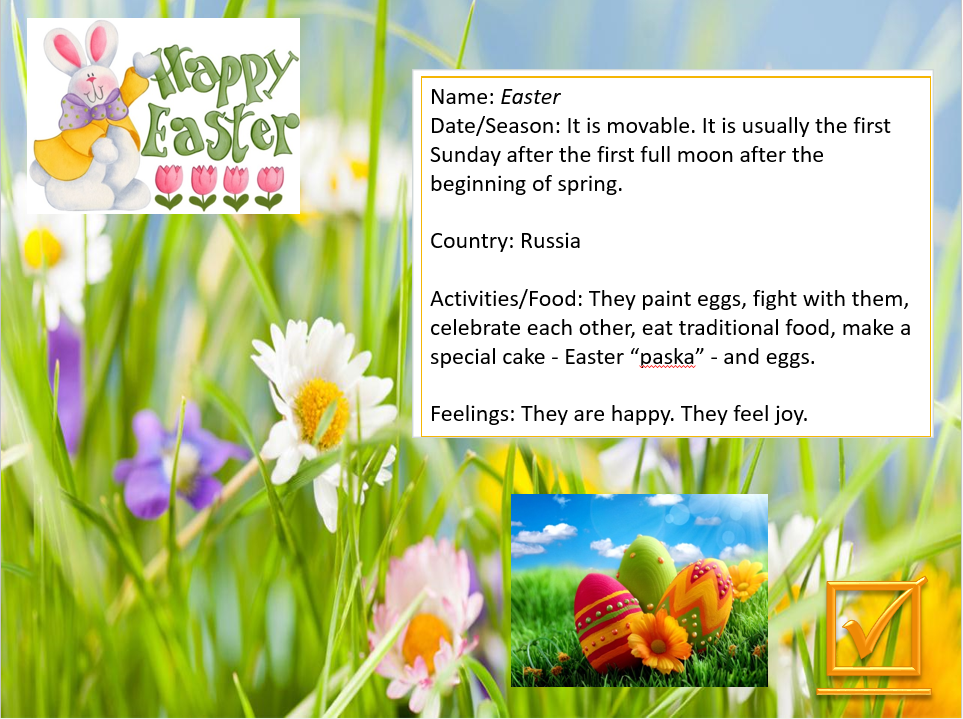 Happy
Easter
Name: Easter
Date/Season: It is movable. It is usually the first
Sunday after the first full moon after the
beginning of spring.
Country: Russia
Activities/Food: They paint eggs, fight with them,
celebrate each other, eat traditional food, make a
special cake - Easter “paska” - and eggs.
Feelings: They are happy. They feel joy.